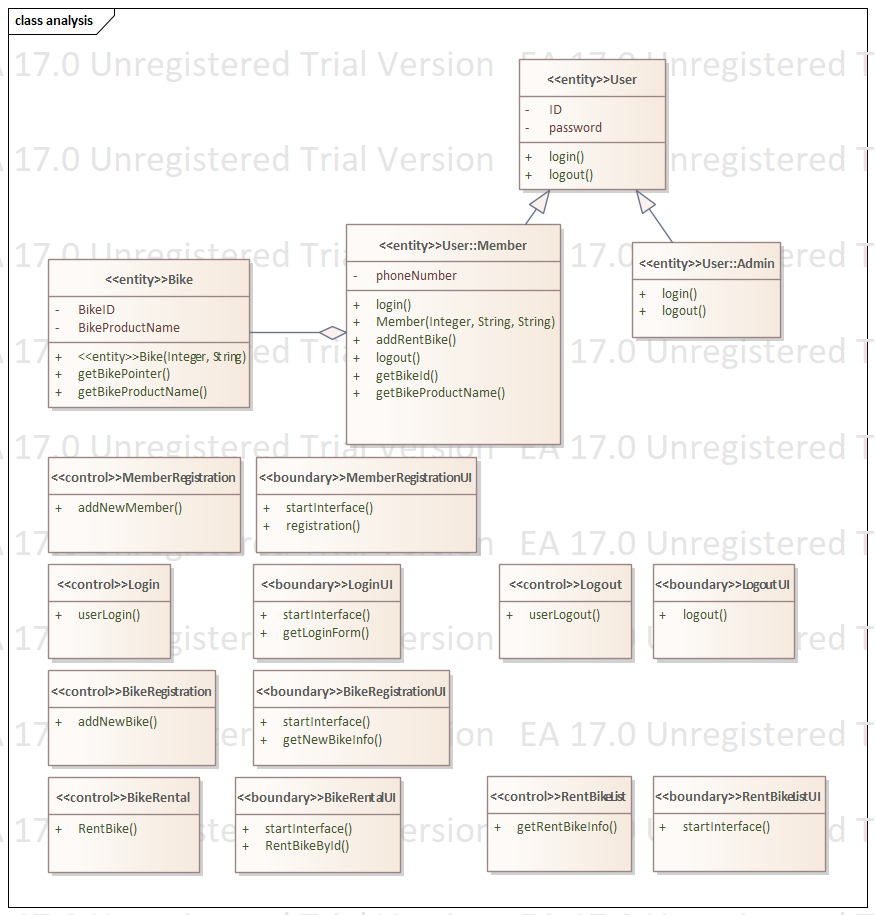 class analysis
EA 17.0 Unregistered Trial Version
<<entity>>User
- ID
- password
+ login()
+ logout()
<<entity>>User::Member
- phoneNumber
+ login()
+ Member(Integer, String, String)
+ addRentBike()
+ logout()
+ getBikeId()
+ getBikeProductName()
<<entity>>User::Admin
+ login()
+ logout()
<<entity>>Bike
- BikeID
- BikeProductName
+ <<entity>>Bike(Integer, String)
+ getBikePointer()
+ getBikeProductName()
<<control>>MemberRegistration
+ addNewMember()
<<boundary>>MemberRegistrationUI
+ startInterface()
+ registration()
<<control>>Login
+ userLogin()
<<boundary>>LoginUI
+ startInterface()
+ getLoginForm()
<<control>>Logout
+ userLogout()
<<boundary>>LogoutUI
+ logout()
<<control>>BikeRegistration
+ addNewBike()
<<boundary>>BikeRegistrationUI
+ startInterface()
+ getNewBikeInfo()
<<control>>BikeRental
+ RentBike()
<<boundary>>BikeRentalUI
+ startInterface()
+ RentBikeById()
<<control>>RentBikeList
+ getRentBikeInfo()
<<boundary>>RentBikeListUI
+ startInterface()